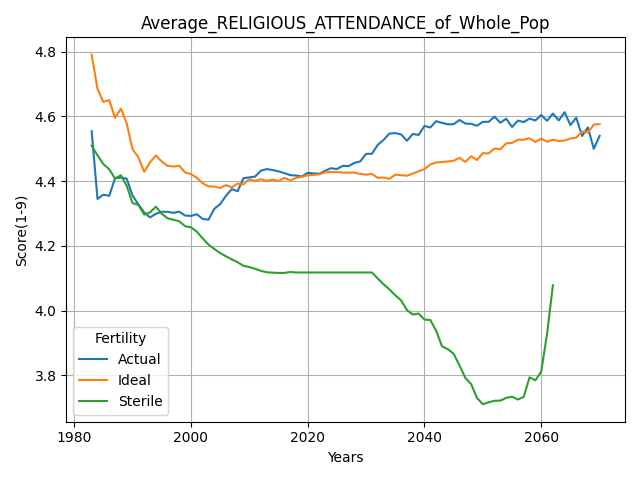 Average_RELIGIOUS_ATTENDANCE_of_Whole_Pop
Score(1-9)
4.8
4.6
4.4
4.2
4.0
3.8
Fertility
Actual
Ideal
Sterile
1980 2000 2020 2040 2060
Years